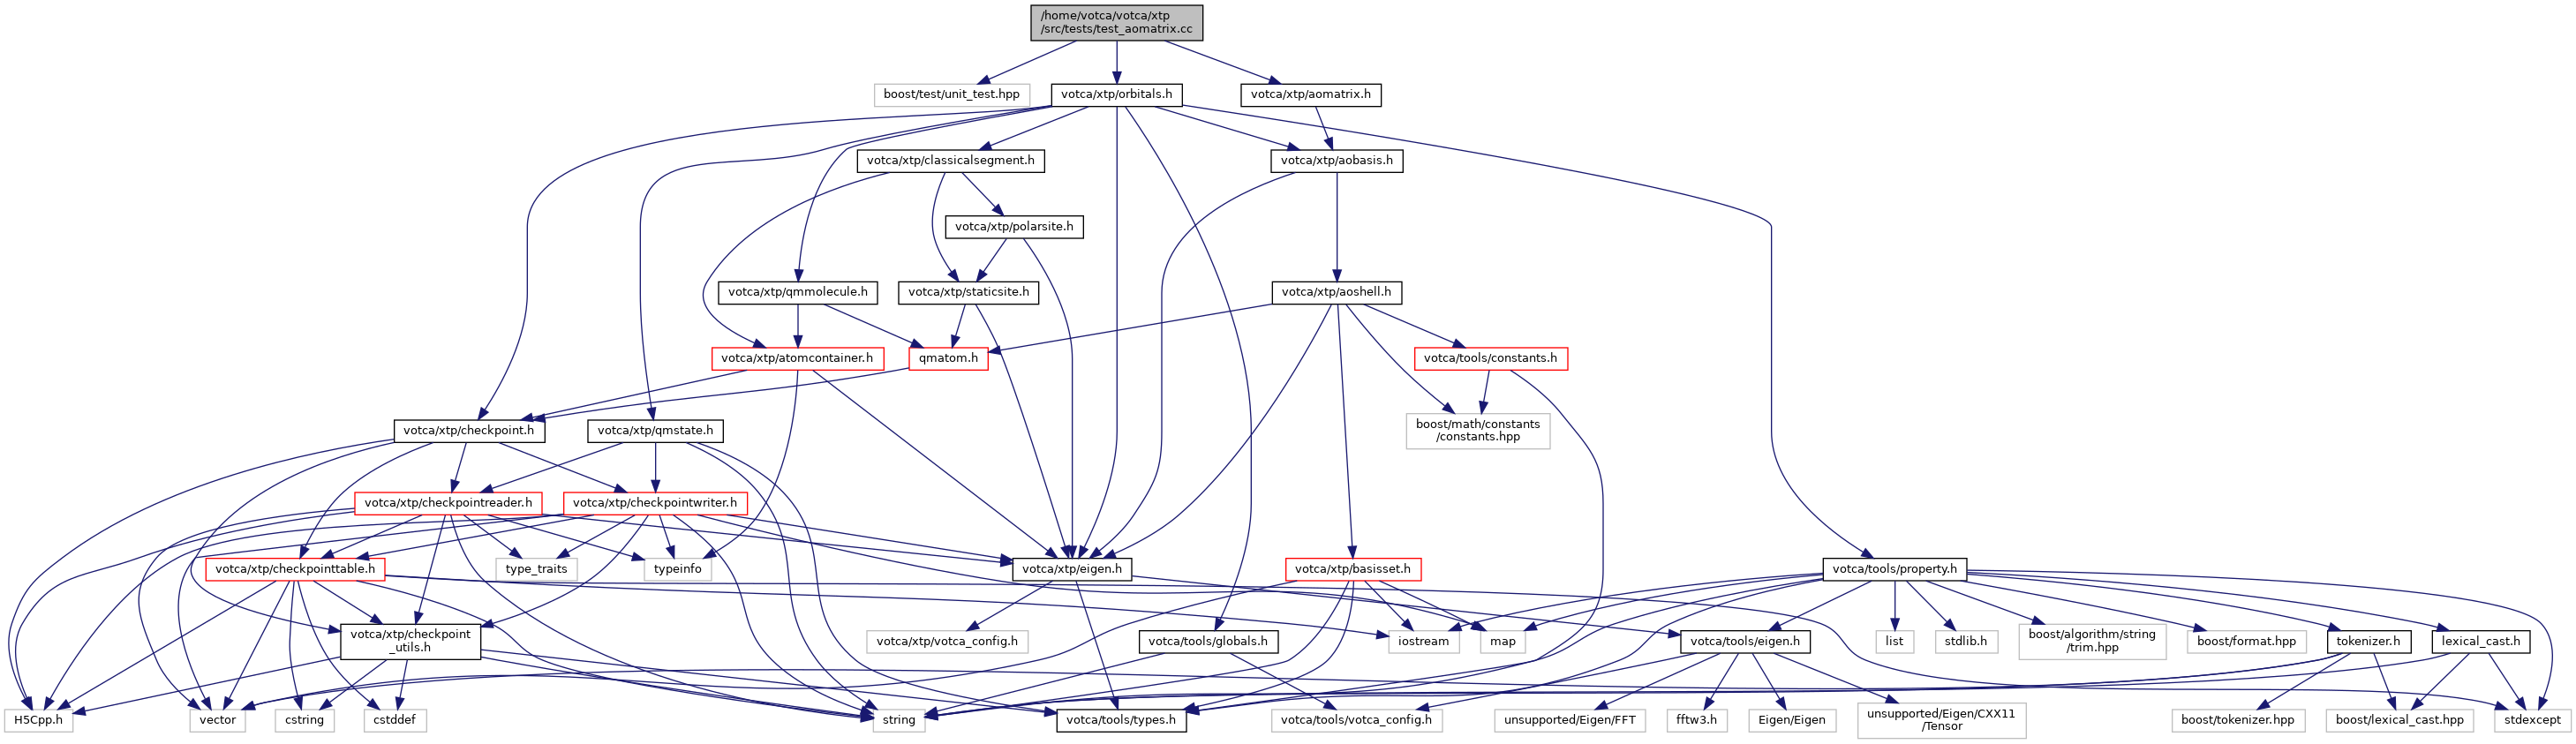 /home/votca/votca/xtp
/src/tests/test_aomatrix.cc
boost/test/unit_test.hpp
votca/xtp/orbitals.h
votca/xtp/aomatrix.h
votca/xtp/classicalsegment.h
votca/xtp/aobasis.h
votca/xtp/polarsite.h
votca/xtp/qmmolecule.h
votca/xtp/staticsite.h
votca/xtp/aoshell.h
votca/xtp/atomcontainer.h
qmatom.h
votca/tools/constants.h
votca/xtp/checkpoint.h
votca/xtp/qmstate.h
boost/math/constants
/constants.hpp
votca/xtp/checkpointreader.h
votca/xtp/checkpointwriter.h
votca/xtp/checkpointtable.h
type_traits
typeinfo
votca/xtp/eigen.h
votca/xtp/basisset.h
votca/tools/property.h
votca/xtp/checkpoint
_utils.h
votca/xtp/votca_config.h
votca/tools/globals.h
iostream
map
votca/tools/eigen.h
list
stdlib.h
boost/algorithm/string
/trim.hpp
boost/format.hpp
tokenizer.h
lexical_cast.h
H5Cpp.h
vector
cstring
cstddef
string
votca/tools/types.h
votca/tools/votca_config.h
unsupported/Eigen/FFT
fftw3.h
Eigen/Eigen
unsupported/Eigen/CXX11
/Tensor
boost/tokenizer.hpp
boost/lexical_cast.hpp
stdexcept